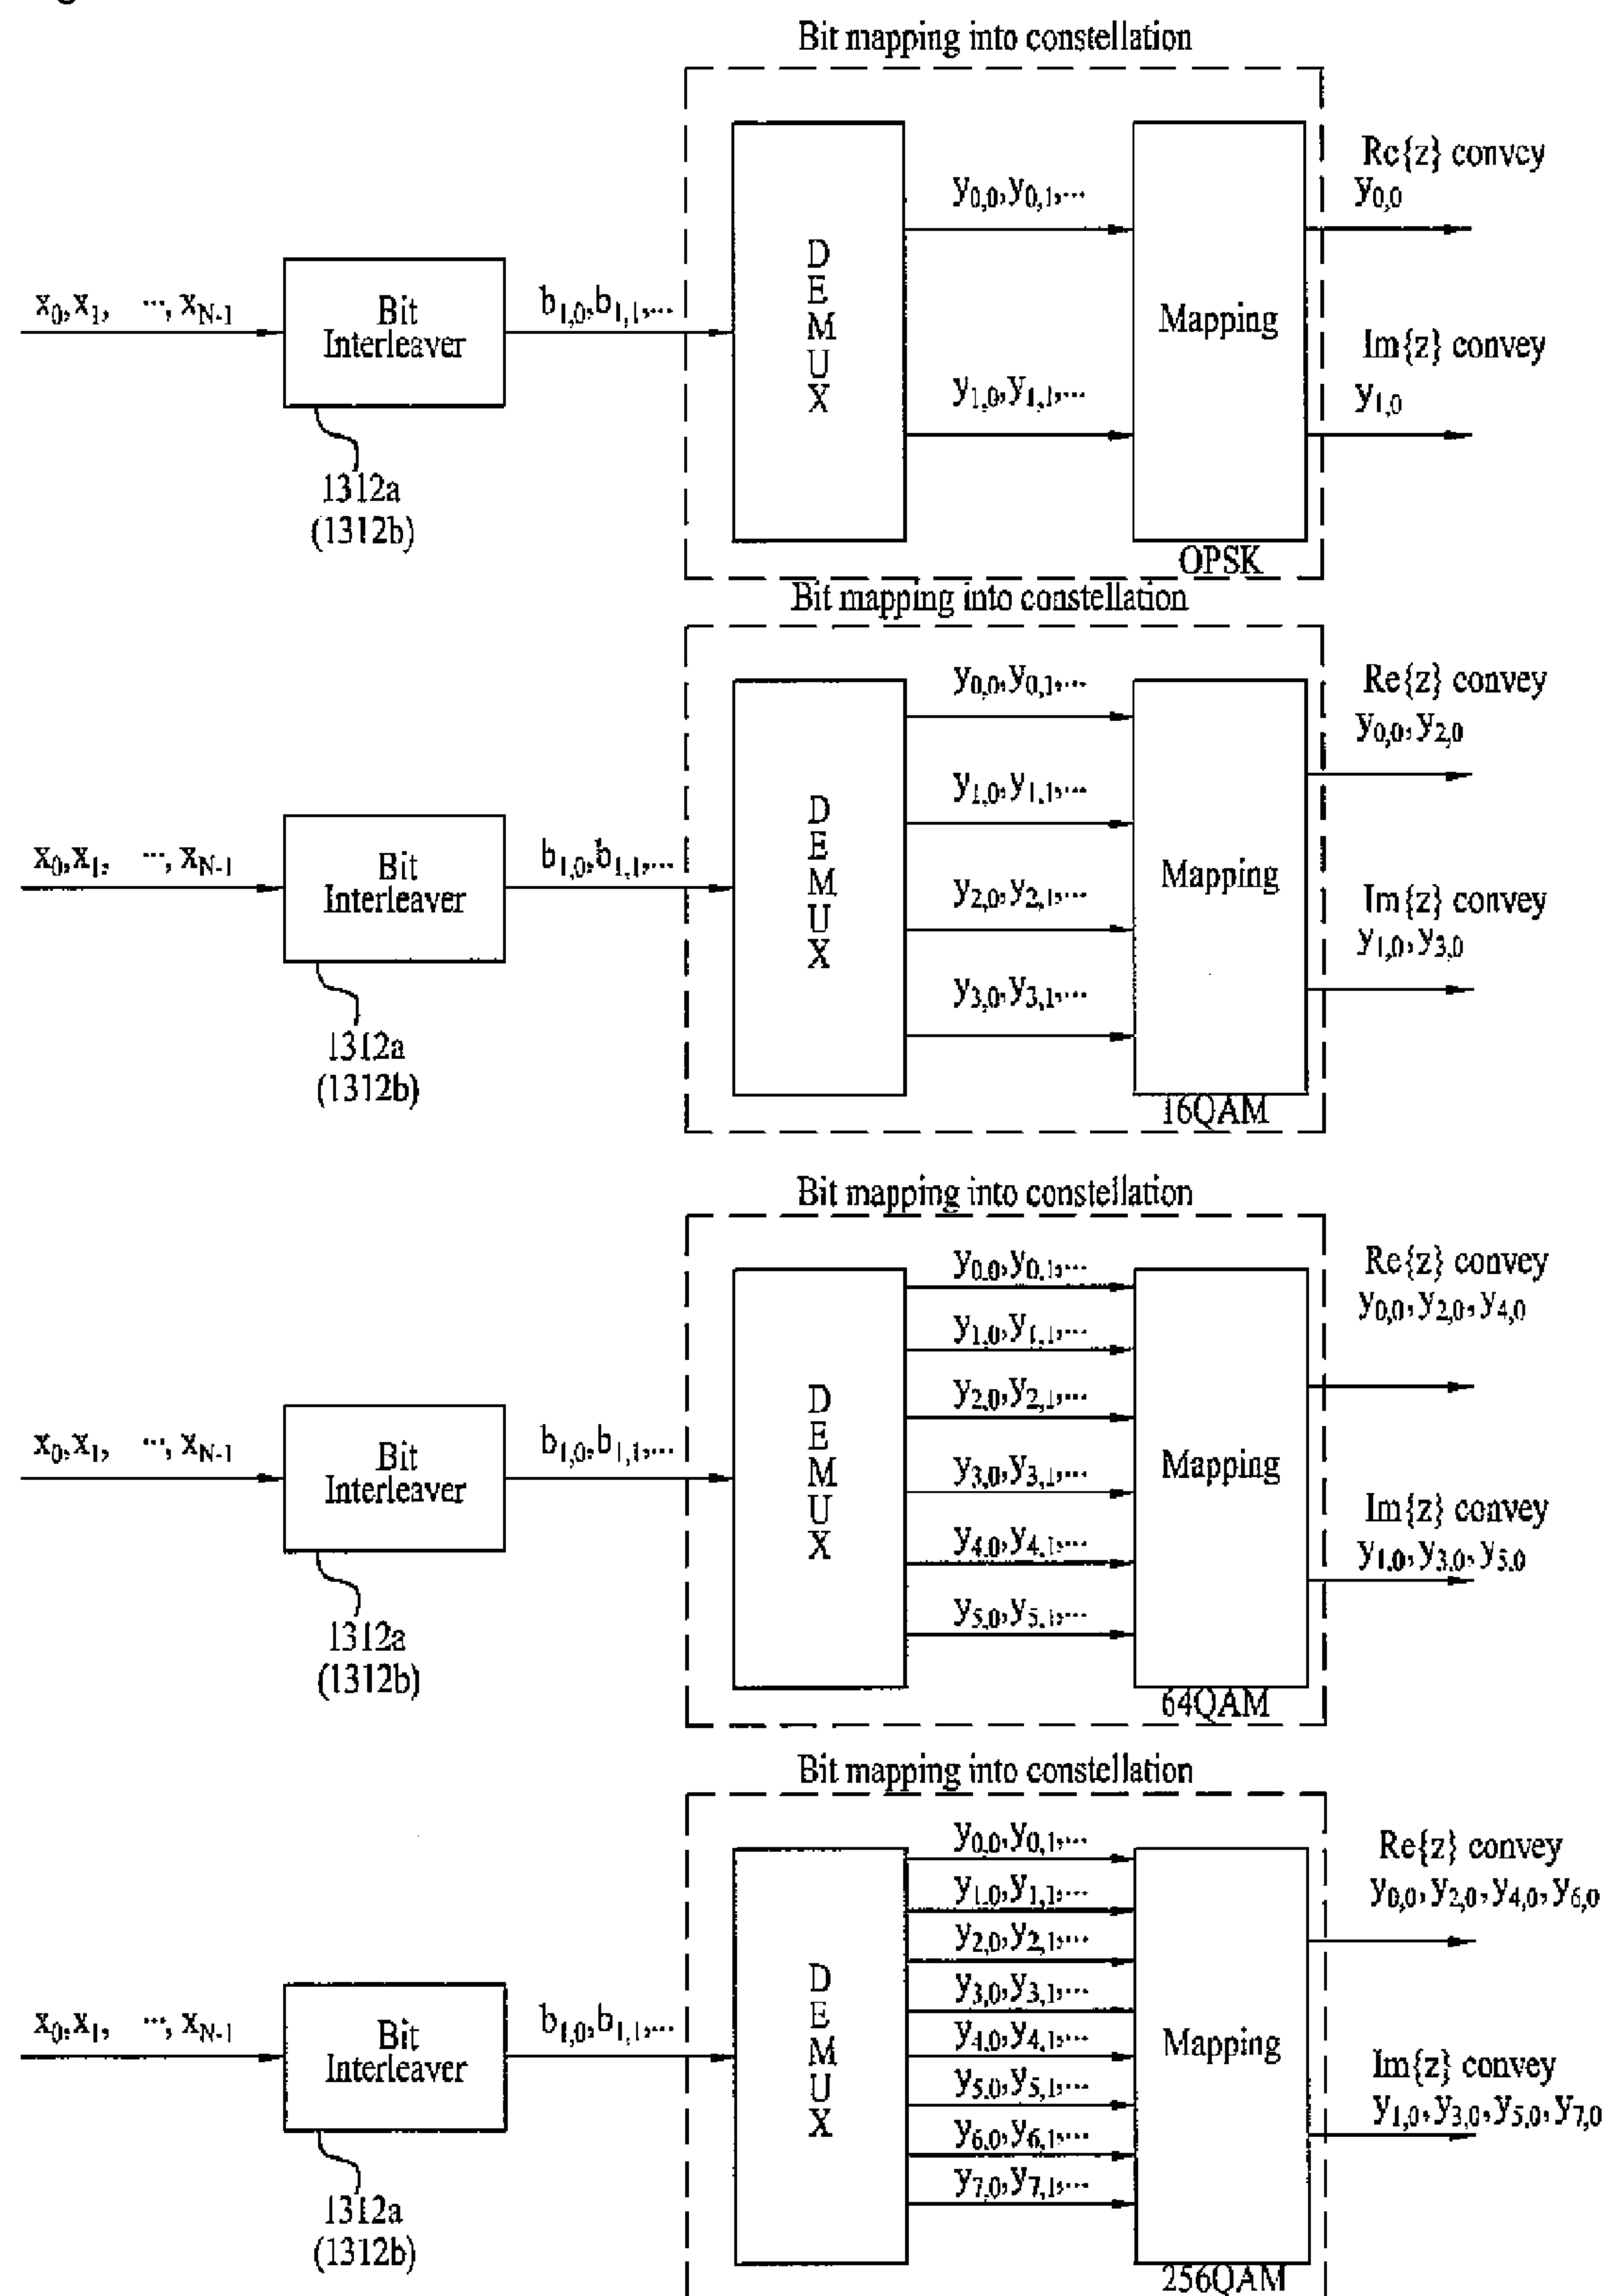 Bit mapping into constellation
x0,x1, ..., xN-1
Bit
Interleaver
1312a
(1312b)
b1,0,b1,1,...
DEMUX
y0,0,y0,1,...
y1,0,y1,1,...
Mapping
OPSK
Re{z} convey
y0,0
Im{z} convey
y1,0
Bit mapping into constellation
x0,x1, ..., xN-1
Bit
Interleaver
1312a
(1312b)
b1,0,b1,1,...
DEMUX
y0,0,y0,1,...
y1,0,y1,1,...
y2,0,y2,1,...
y3,0,y3,1,...
Mapping
16QAM
Re{z} convey
y0,0,y2,0
Im{z} convey
y1,0,y3,0
Bit mapping into constellation
x0,x1, ..., xN-1
Bit
Interleaver
1312a
(1312b)
b1,0,b1,1,...
DEMUX
y0,0,y0,1,...
y1,0,y1,1,...
y2,0,y2,1,...
y3,0,y3,1,...
y4,0,y4,1,...
y5,0,y5,1,...
Mapping
64QAM
Re{z} convey
y0,0,y2,0,y4,0
Im{z} convey
y1,0,y3,0,y5,0
Bit mapping into constellation
x0,x1, ..., xN-1
Bit
Interleaver
1312a
(1312b)
b1,0,b1,1,...
DEMUX
y0,0,y0,1,...
y1,0,y1,1,...
y2,0,y2,1,...
y3,0,y3,1,...
y4,0,y4,1,...
y5,0,y5,1,...
y6,0,y6,1,...
y7,0,y7,1,...
Mapping
256QAM
Re{z} convey
y0,0,y2,0,y4,0,y6,0
Im{z} convey
y1,0,y3,0,y5,0,y7,0